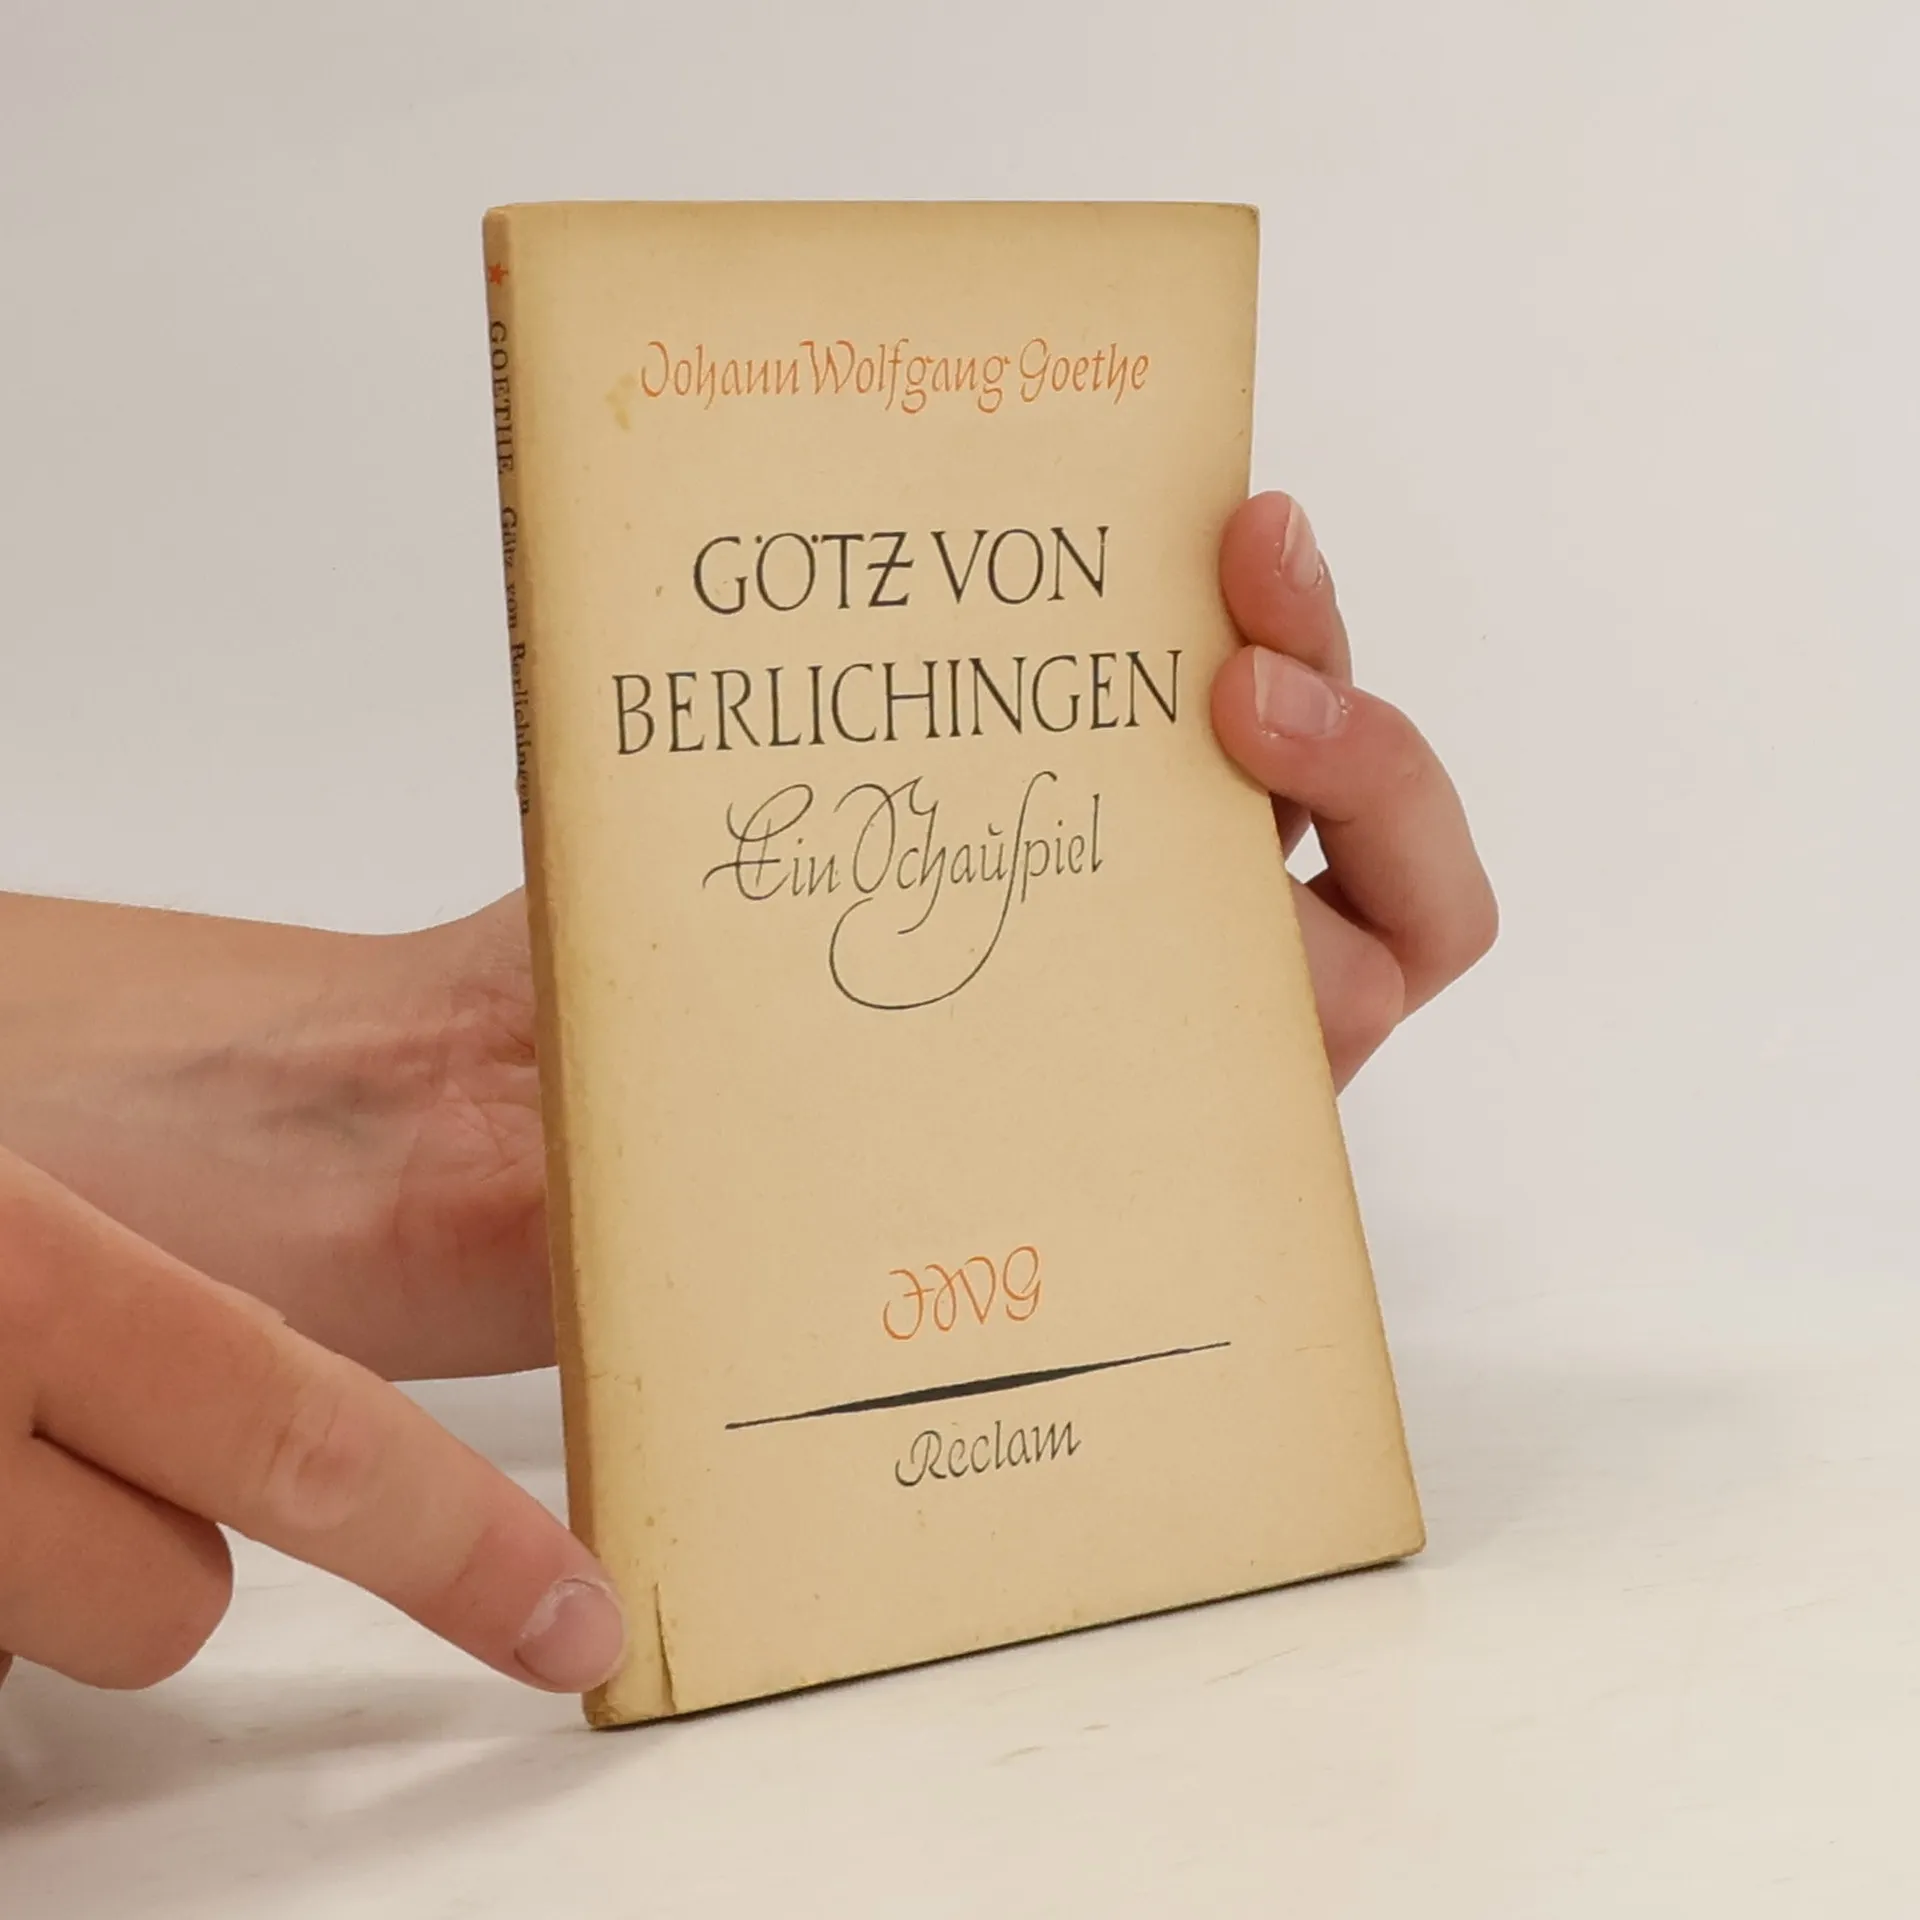 Johann Wolfgang Goethe
GÖTZ VON
BERLICHINGEN
Ein Schauspiel
JWG
Reclam
GOETHE Götz von Berlichingen